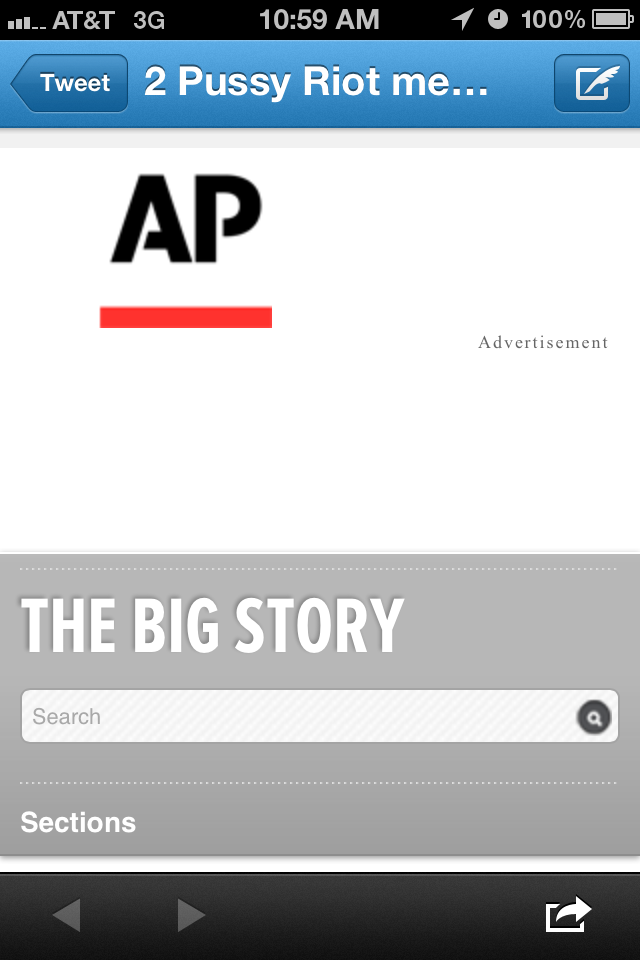 AT&T 3G 10:59 AM 100%
Tweet 2 Pussy Riot me...
AP
Advertisement
THE BIG STORY
Search
Sections